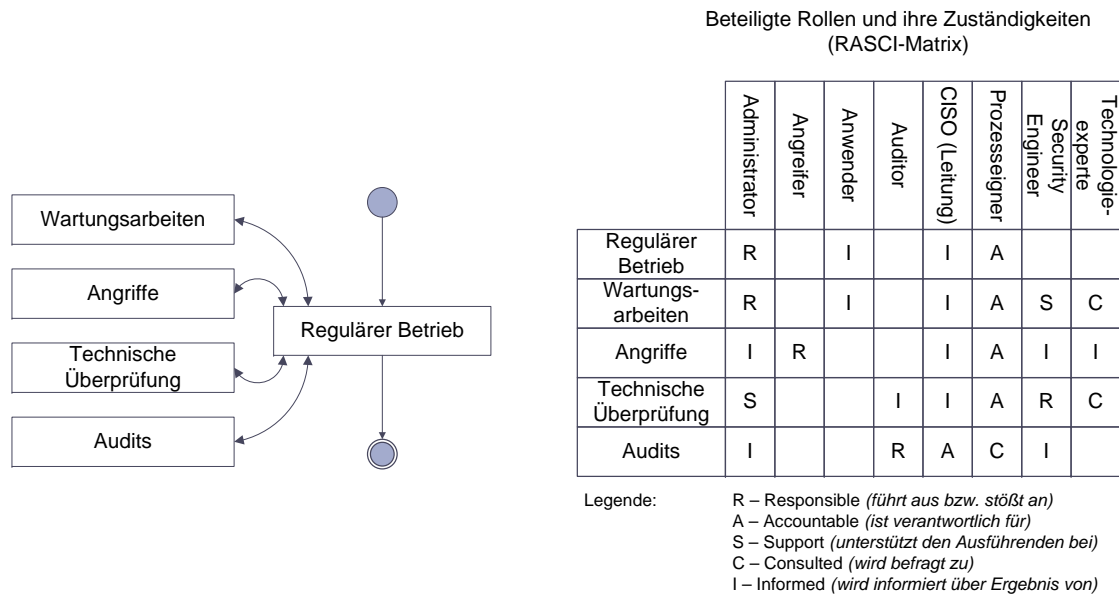 Beteiligte Rollen und ihre Zuständigkeiten
(RASCI-Matrix)
Wartungsarbeiten
Angriffe
Technische
Überprüfung
Audits
Regulärer Betrieb
Administrator
Angreifer
Anwender
Auditor
CISO (Leitung)
Prozesseigner
Security
Engineer
Technologie-
experte
Regulärer
Betrieb
R I I A
Wartungs-
arbeiten
R I I A S C
Angriffe
I R I A I I
Technische
Überprüfung
S I I A R C
Audits
I R A C I
Legende:
R – Responsible (führt aus bzw. stößt an)
A – Accountable (ist verantwortlich für)
S – Support (unterstützt den Ausführenden bei)
C – Consulted (wird befragt zu)
I – Informed (wird informiert über Ergebnis von)